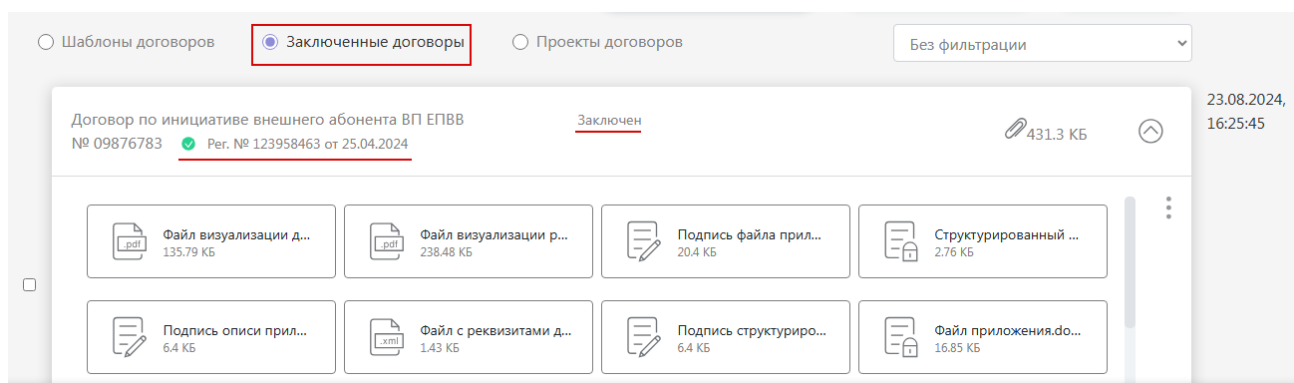 Шаблоны договоров Заключенные договоры Проекты договоров Без фильтрации
23.08.2024,
16:25:45
Договор по инициативе внешнего абонента ВП ЕПВВ Заключен
№ 09876783 Рег. № 123958463 от 25.04.2024
431.3 КБ
.pdf Файл визуализации д...
135.79 КБ
.pdf Файл визуализации р...
238.48 КБ
Подпись файла прил...
20.4 КБ
Структурированный ...
2.76 КБ
Подпись описи прил...
6.4 КБ
.xml Файл с реквизитами д...
1.43 КБ
Подпись структуриро...
6.4 КБ
Файл приложения.do...
16.85 КБ